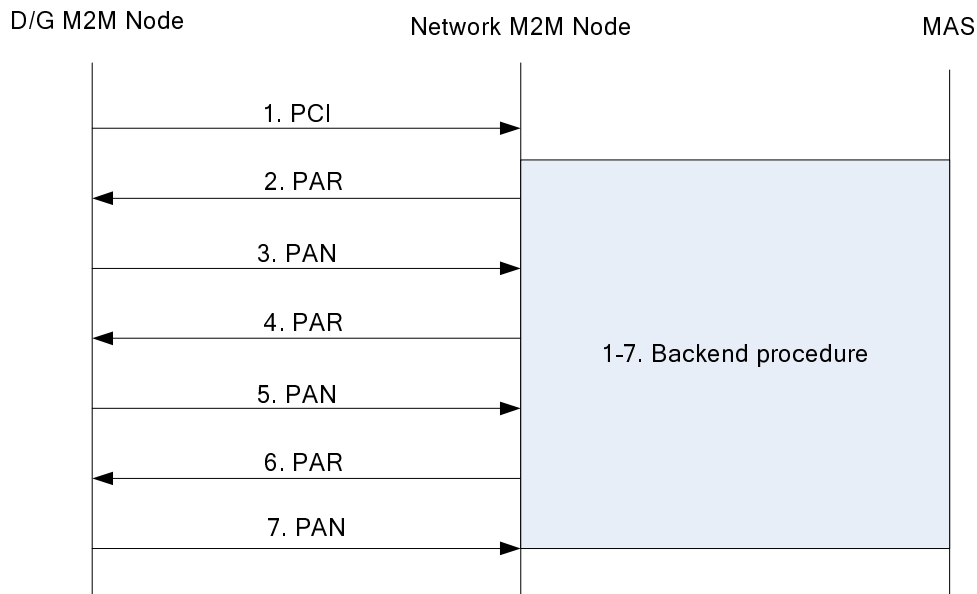 D/G M2M Node
Network M2M Node
MAS
1. PCI
2. PAR
3. PAN
4. PAR
1-7. Backend procedure
5. PAN
6. PAR
7. PAN